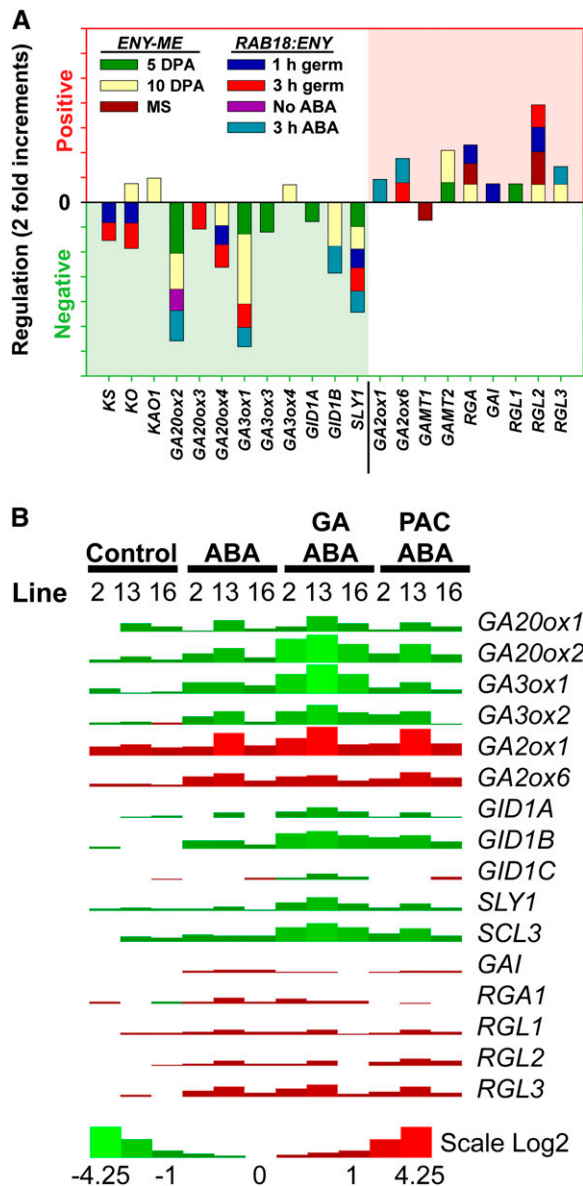 A
ENY-ME
RAB18:ENY
5 DPA
10 DPA
MS
1 h germ
3 h germ
No ABA
3 h ABA
Regulation (2 fold increments)
Positive
0
Negative
KS
KO
KAO1
GA20ox2
GA20ox3
GA20ox4
GA3ox1
GA3ox3
GA3ox4
GID1A
GID1B
SLY1
GA2ox1
GA2ox6
GAMT1
GAMT2
RGA
GAI
RGL1
RGL2
RGL3
B
GA PAC
Control ABA ABA ABA
Line 2 13 16 2 13 16 2 13 16 2 13 16
GA20ox1
GA20ox2
GA3ox1
GA3ox2
GA2ox1
GA2ox6
GID1A
GID1B
GID1C
SLY1
SCL3
GAI
RGA1
RGL1
RGL2
RGL3
Scale Log2
-4.25 -1 0 1 4.25